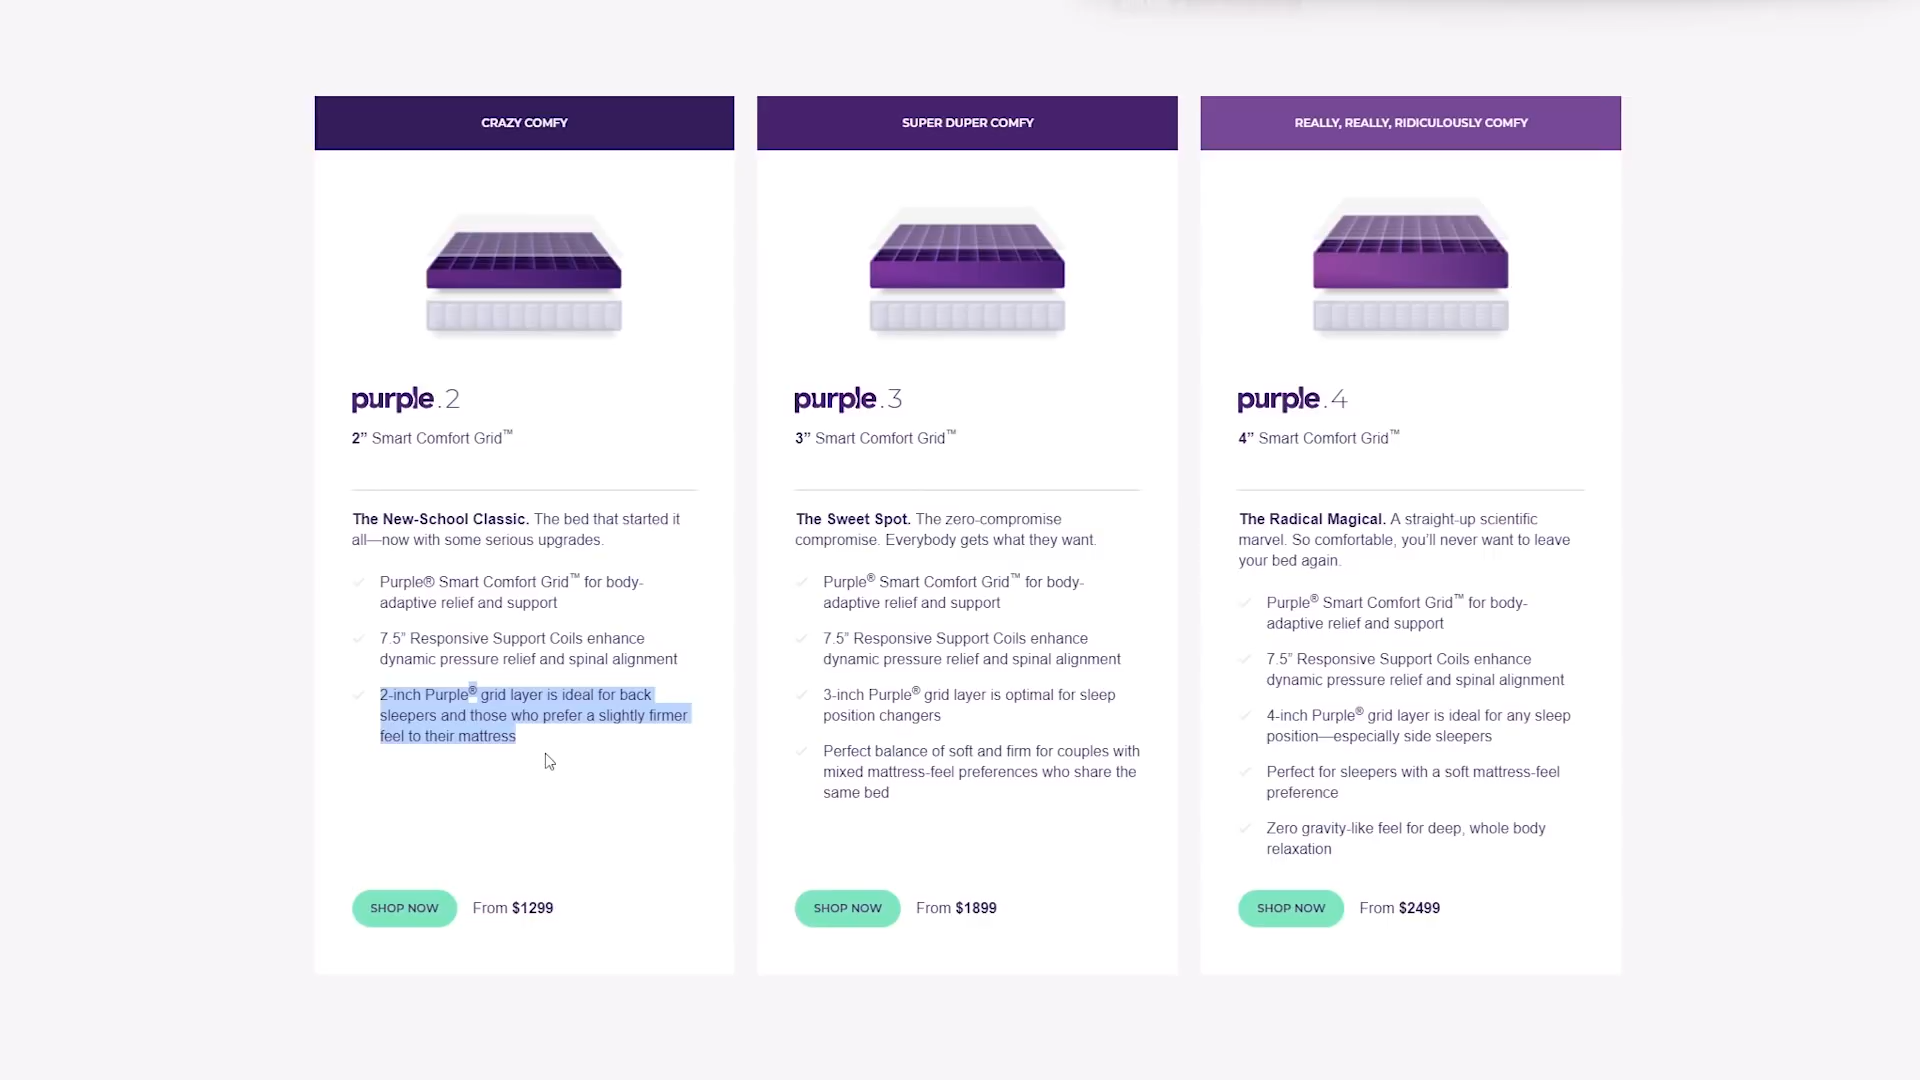 CRAZY COMFY
purple.2
2” Smart Comfort Grid™
The New-School Classic. The bed that started it
all—now with some serious upgrades.
Purple® Smart Comfort Grid™ for body-
adaptive relief and support
7.5” Responsive Support Coils enhance
dynamic pressure relief and spinal alignment
2-inch Purple® grid layer is ideal for back
sleepers and those who prefer a slightly firmer
feel to their mattress
SHOP NOW From $1299
SUPER DUPER COMFY
purple.3
3” Smart Comfort Grid™
The Sweet Spot. The zero-compromise
compromise. Everybody gets what they want.
Purple® Smart Comfort Grid™ for body-
adaptive relief and support
7.5” Responsive Support Coils enhance
dynamic pressure relief and spinal alignment
3-inch Purple® grid layer is optimal for sleep
position changers
Perfect balance of soft and firm for couples with
mixed mattress-feel preferences who share the
same bed
SHOP NOW From $1899
REALLY, REALLY, RIDICULOUSLY COMFY
purple.4
4” Smart Comfort Grid™
The Radical Magical. A straight-up scientific
marvel. So comfortable, you’ll never want to leave
your bed again.
Purple® Smart Comfort Grid™ for body-
adaptive relief and support
7.5” Responsive Support Coils enhance
dynamic pressure relief and spinal alignment
4-inch Purple® grid layer is ideal for any sleep
position—especially side sleepers
Perfect for sleepers with a soft mattress-feel
preference
Zero gravity-like feel for deep, whole body
relaxation
SHOP NOW From $2499